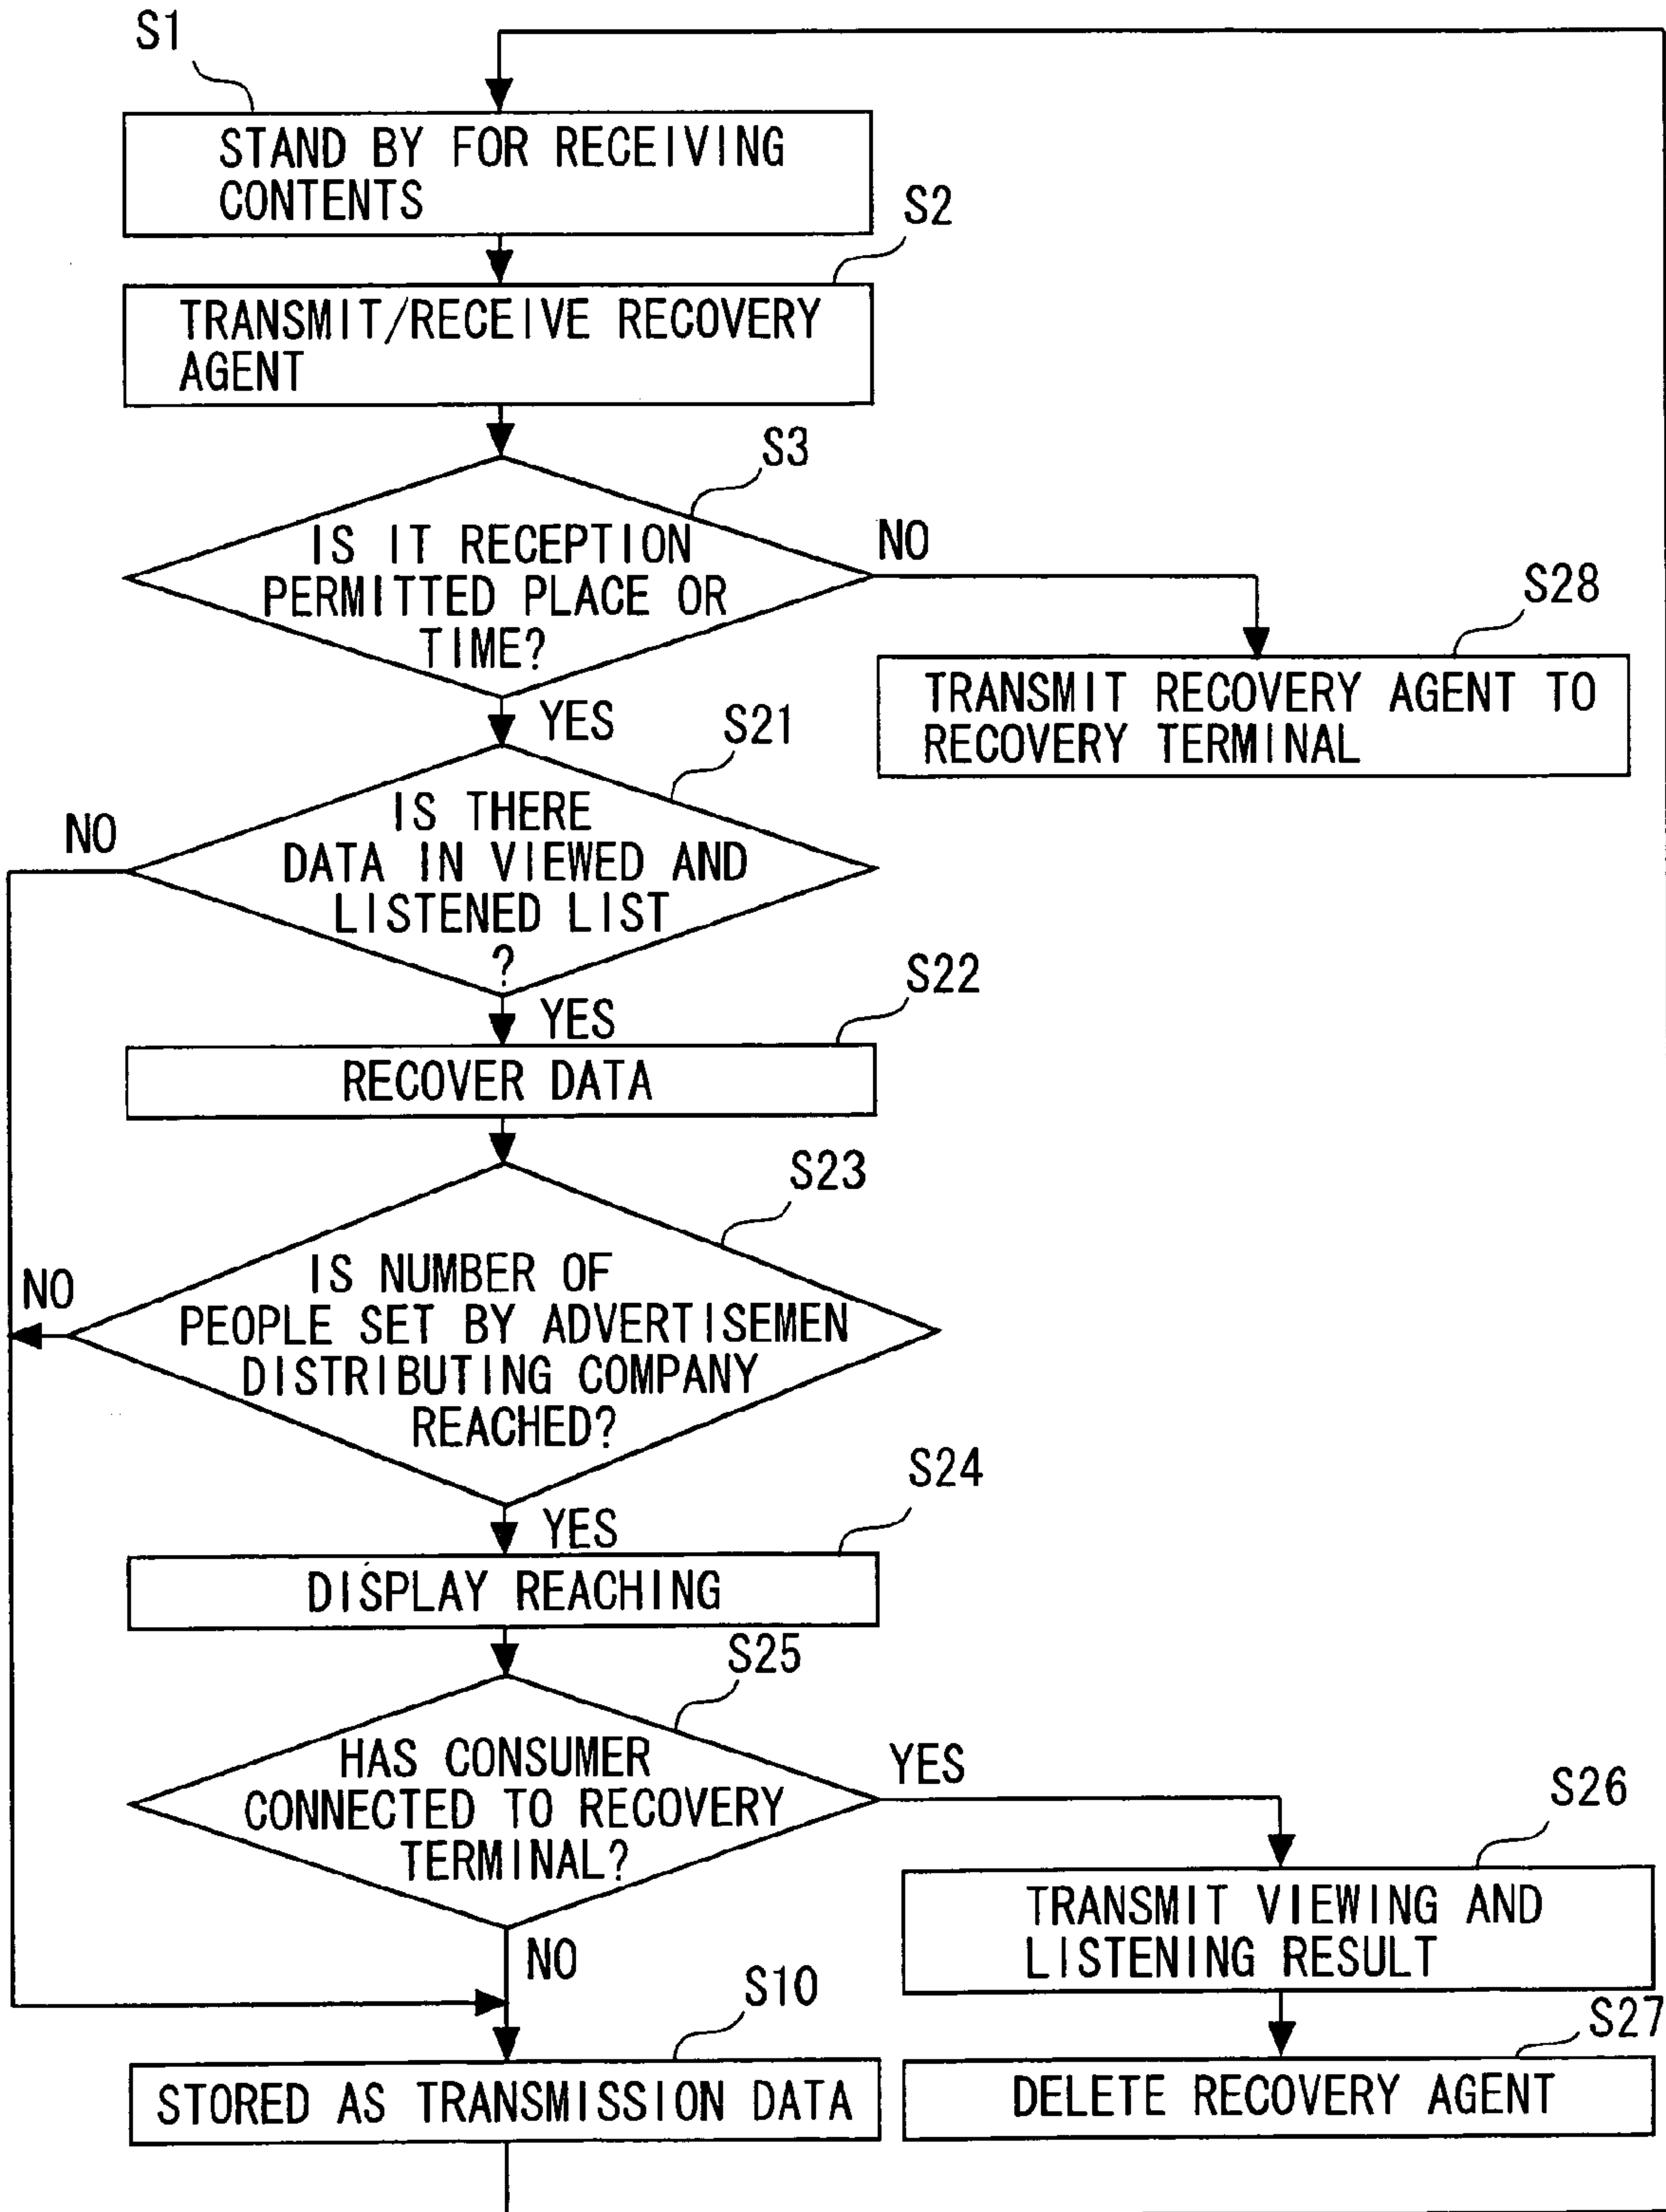 S1
STAND BY FOR RECEIVING
CONTENTS
S2
TRANSMIT/RECEIVE RECOVERY
AGENT
S3
IS IT RECEPTION
PERMITTED PLACE OR
TIME?
NO
S28
TRANSMIT RECOVERY AGENT TO
RECOVERY TERMINAL
YES
S21
IS THERE
DATA IN VIEWED AND
LISTENED LIST
?
NO
YES
S22
RECOVER DATA
S23
IS NUMBER OF
PEOPLE SET BY ADVERTISEMEN
DISTRIBUTING COMPANY
REACHED?
NO
YES
S24
DISPLAY REACHING
S25
HAS CONSUMER
CONNECTED TO RECOVERY
TERMINAL?
YES
S26
TRANSMIT VIEWING AND
LISTENING RESULT
NO
S10
STORED AS TRANSMISSION DATA
S27
DELETE RECOVERY AGENT